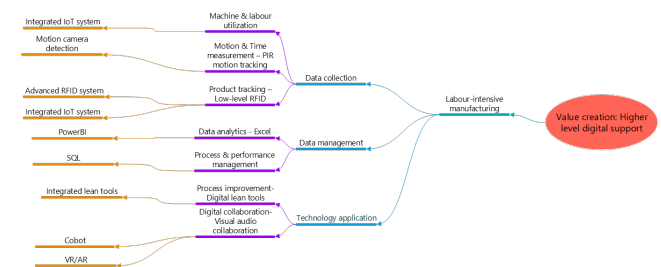 Integrated IoT system
Motion camera
detection
Advanced RFID system
Integrated IoT system
PowerBI
SQL
Integrated lean tools
Cobot
VR/AR
Machine & labour
utilization
Motion & Time
measurement – PIR
motion tracking
Product tracking –
Low-level RFID
Data analytics - Excel
Process & performance
management
Process improvement-
Digital lean tools
Digital collaboration-
Visual audio
collaboration
Data collection
Data management
Technology application
Labour-intensive
manufacturing
Value creation: Higher
level digital support